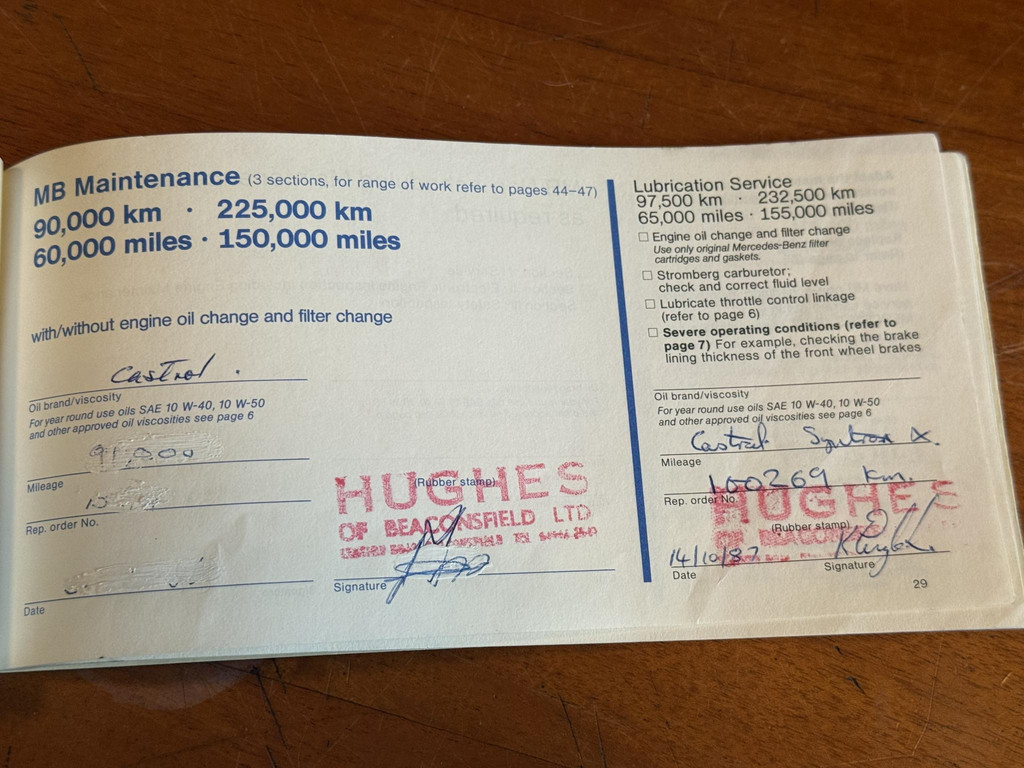 MB Maintenance (3 sections, for range of work refer to pages 44–47)
90,000 km · 225,000 km
60,000 miles · 150,000 miles
with/without engine oil change and filter change
Castrol .
Oil brand/viscosity
For year round use oils SAE 10 W-40, 10 W-50
and other approved oil viscosities see page 6
Mileage
Rep. order No.
Date
HUGHES
(Rubber stamp)
OF BEACONSFIELD LTD
Signature
Lubrication Service
97,500 km · 232,500 km
65,000 miles · 155,000 miles
☐ Engine oil change and filter change
Use only original Mercedes-Benz filter
cartridges and gaskets.
☐ Stromberg carburetor;
check and correct fluid level
☐ Lubricate throttle control linkage
(refer to page 6)
☐ Severe operating conditions (refer to
page 7) For example, checking the brake
lining thickness of the front wheel brakes
Oil brand/viscosity
For year round use oils SAE 10 W-40, 10 W-50
and other approved oil viscosities see page 6
Castrol Syntron X.
Mileage
100269 km.
Rep. order No.
HUGHES
(Rubber stamp)
OF BEACON
14/10/87
Date
Signature
29